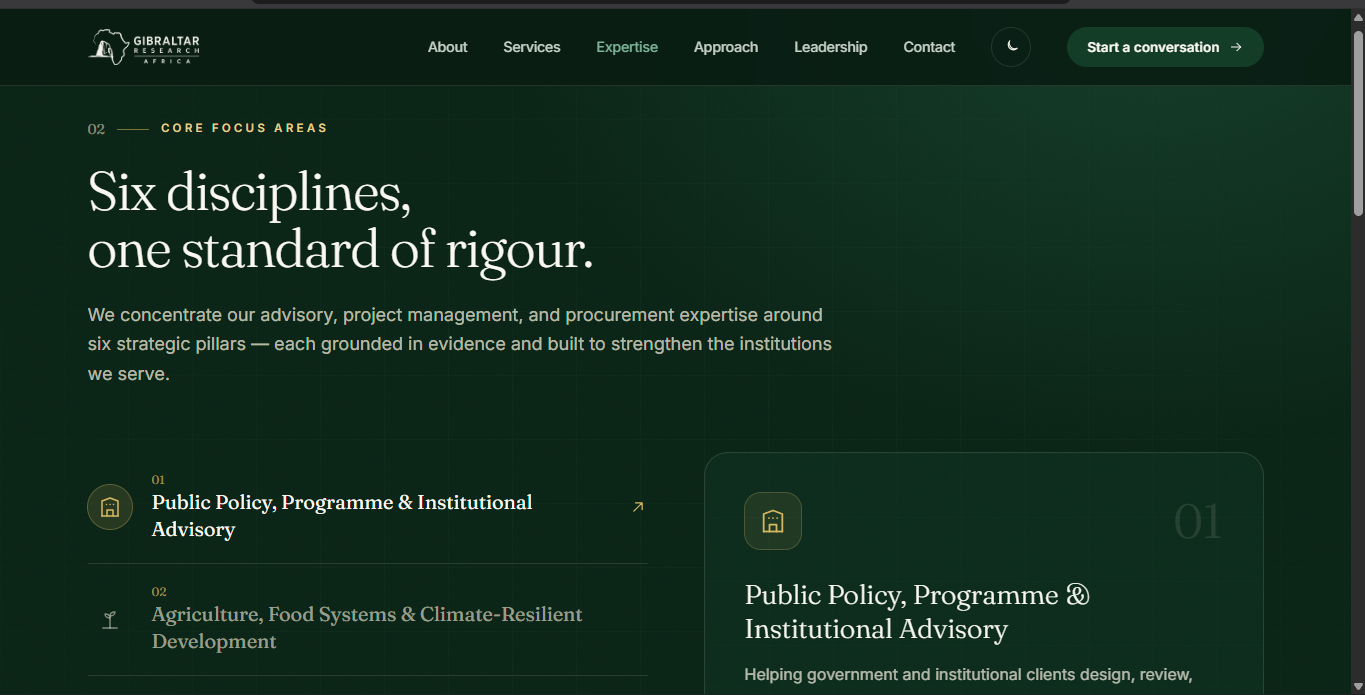 GIBRALTAR
RESEARCH
AFRICA
About
Services
Expertise
Approach
Leadership
Contact
Start a conversation →
02
CORE FOCUS AREAS
Six disciplines,
one standard of rigour.
We concentrate our advisory, project management, and procurement expertise around
six strategic pillars — each grounded in evidence and built to strengthen the institutions
we serve.
01
Public Policy, Programme & Institutional
Advisory
02
Agriculture, Food Systems & Climate-Resilient
Development
01
Public Policy, Programme &
Institutional Advisory
Helping government and institutional clients design, review,